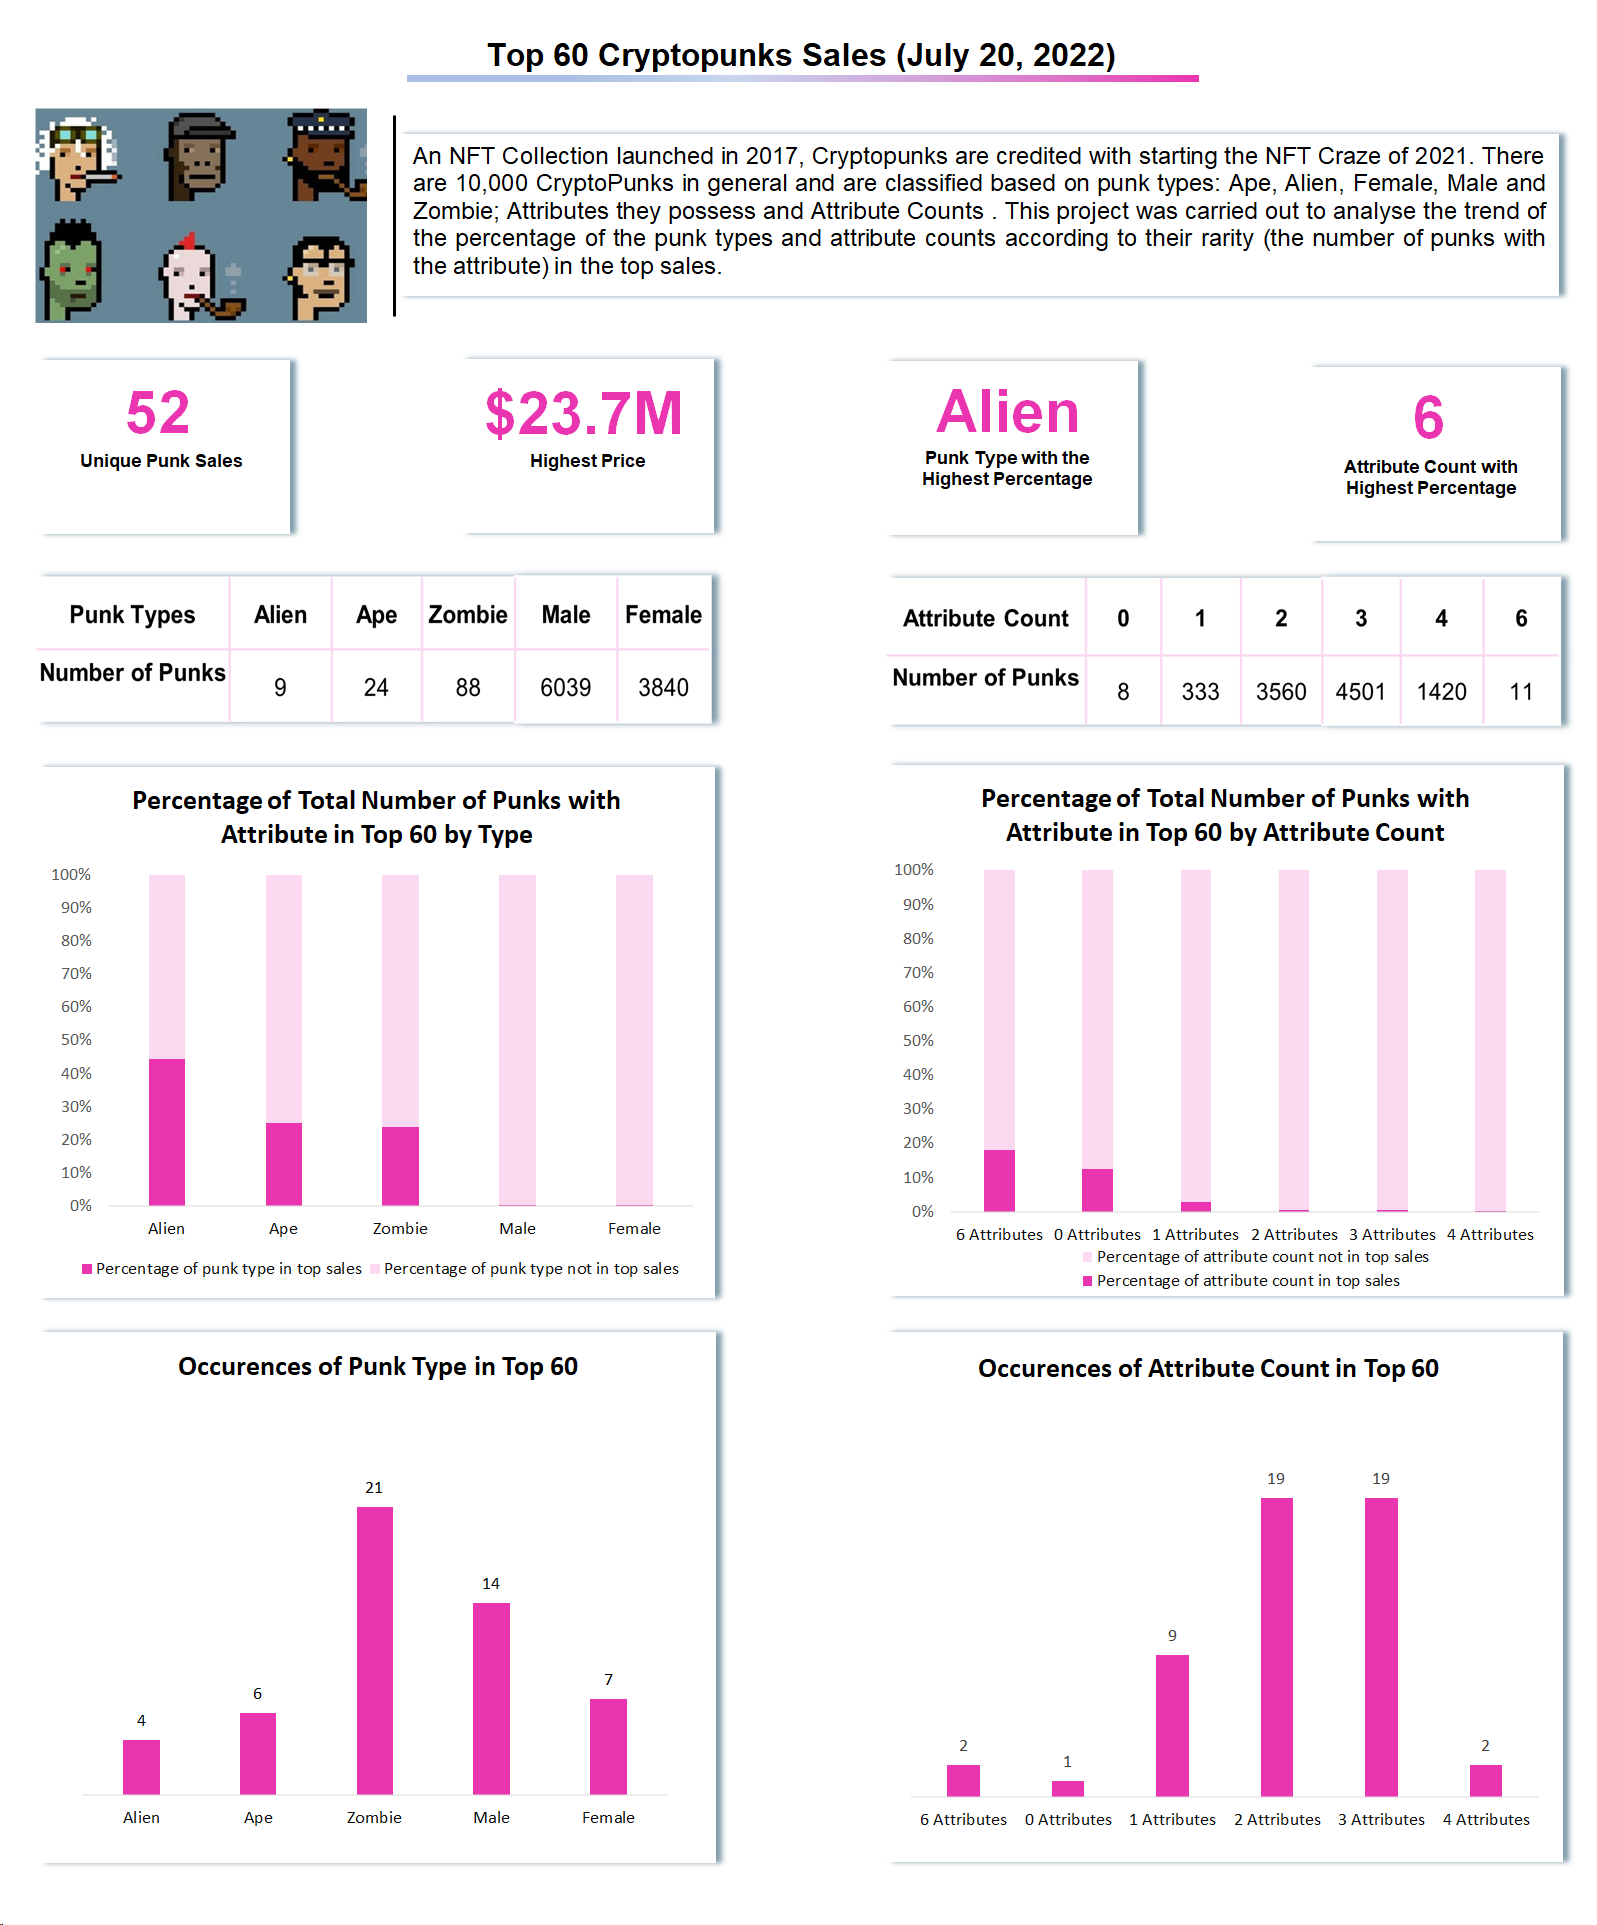 Top 60 Cryptopunks Sales (July 20, 2022)
An NFT Collection launched in 2017, Cryptopunks are credited with starting the NFT Craze of 2021. There
are 10,000 CryptoPunks in general and are classified based on punk types: Ape, Alien, Female, Male and
Zombie; Attributes they possess and Attribute Counts . This project was carried out to analyse the trend of
the percentage of the punk types and attribute counts according to their rarity (the number of punks with
the attribute) in the top sales.
52
Unique Punk Sales
$23.7M
Highest Price
Alien
Punk Type with the
Highest Percentage
6
Attribute Count with
Highest Percentage
Punk Types Alien Ape Zombie Male Female
Number of Punks 9 24 88 6039 3840
Attribute Count 0 1 2 3 4 6
Number of Punks 8 333 3560 4501 1420 11
Percentage of Total Number of Punks with
Attribute in Top 60 by Type
100%
90%
80%
70%
60%
50%
40%
30%
20%
10%
0%
Alien Ape Zombie Male Female
Percentage of punk type in top sales Percentage of punk type not in top sales
Percentage of Total Number of Punks with
Attribute in Top 60 by Attribute Count
100%
90%
80%
70%
60%
50%
40%
30%
20%
10%
0%
6 Attributes 0 Attributes 1 Attributes 2 Attributes 3 Attributes 4 Attributes
Percentage of attribute count not in top sales
Percentage of attribute count in top sales
Occurences of Punk Type in Top 60
21
14
7
6
4
Alien Ape Zombie Male Female
Occurences of Attribute Count in Top 60
19 19
9
2 2
1
6 Attributes 0 Attributes 1 Attributes 2 Attributes 3 Attributes 4 Attributes